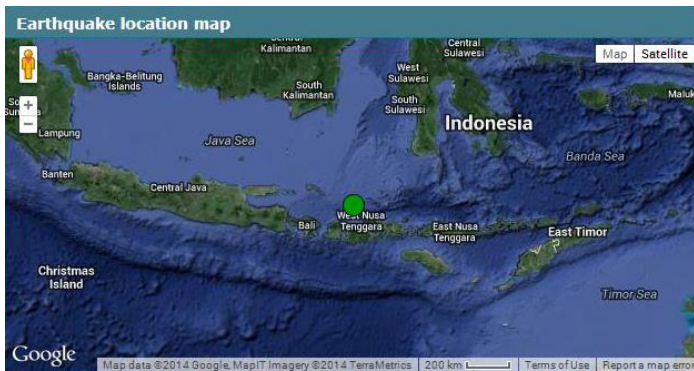 Earthquake location map
Central
Kalimantan
Central
Sulawesi
Map
Satellite
West
Sulawesi
Bangka-Belitung
Islands
South
Kalimantan
Maluk
South
Sulawesi
+
−
Lampung
Indonesia
Java Sea
Banda Sea
Banten
Central Java
West Nusa
Tenggara
Bali
East Nusa
Tenggara
East Timor
Christmas
Island
Timor Sea
Google
Map data ©2014 Google, MapIT Imagery ©2014 TerraMetrics
200 km
Terms of Use
Report a map error